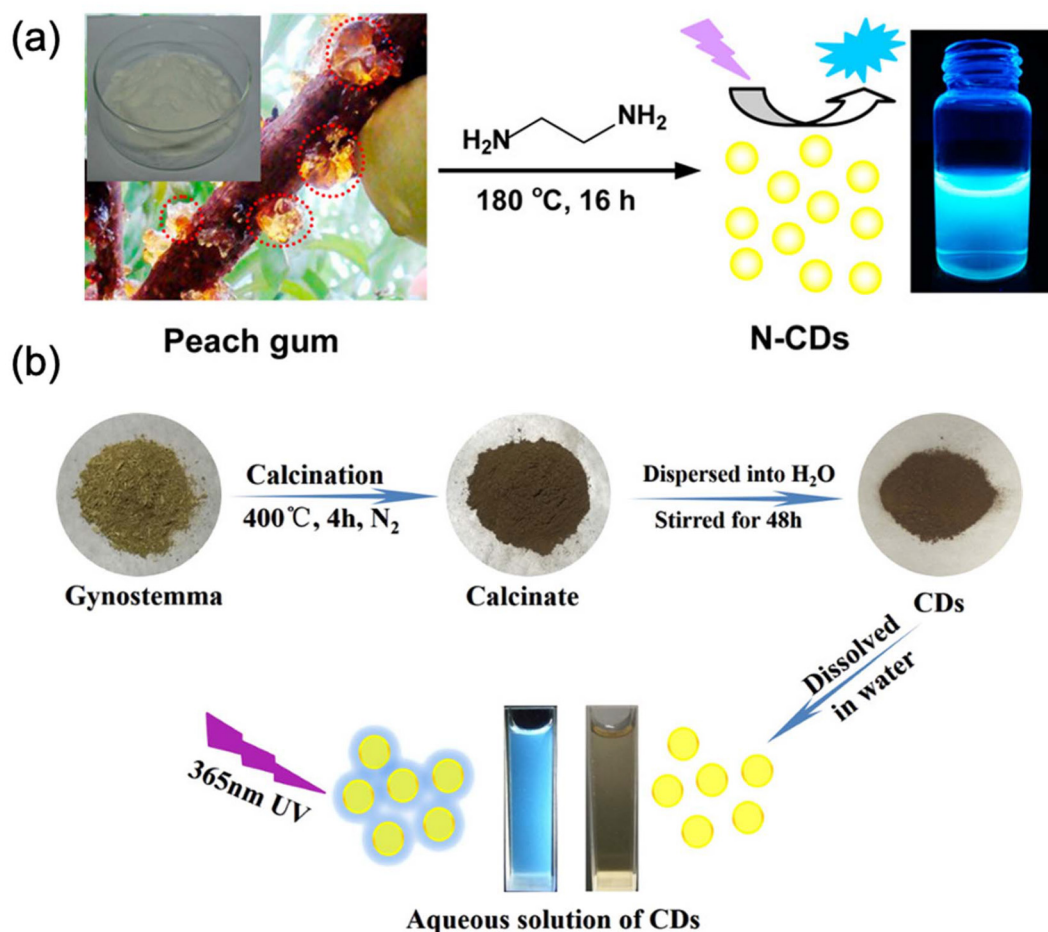 (a)
H₂N
NH₂
180 °C, 16 h
Peach gum
N-CDs
(b)
Calcination
400℃, 4h, N₂
Dispersed into H₂O
Stirred for 48h
Gynostemma
Calcinate
CDs
Dissolved
in water
365nm UV
Aqueous solution of CDs